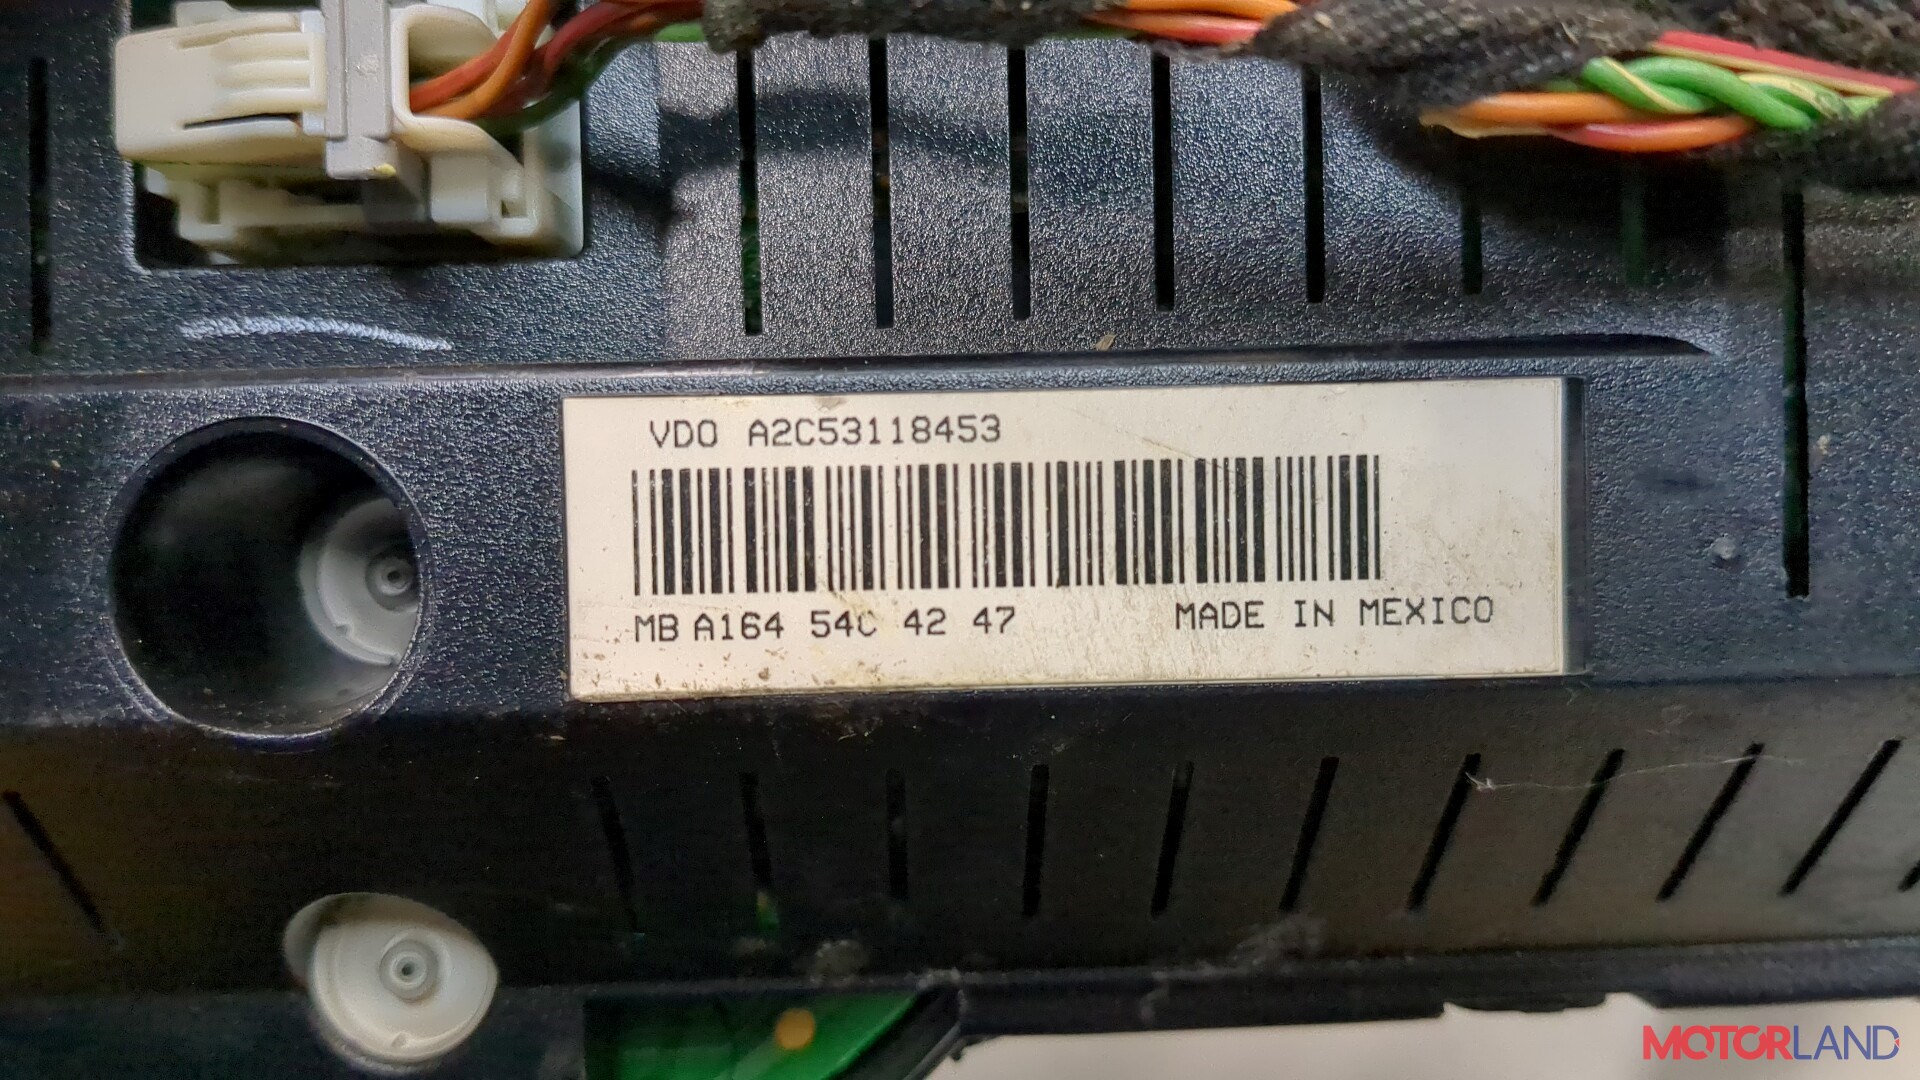 VDO A2C53118453
MB A164 540 42 47 MADE IN MEXICO
MOTORLAND